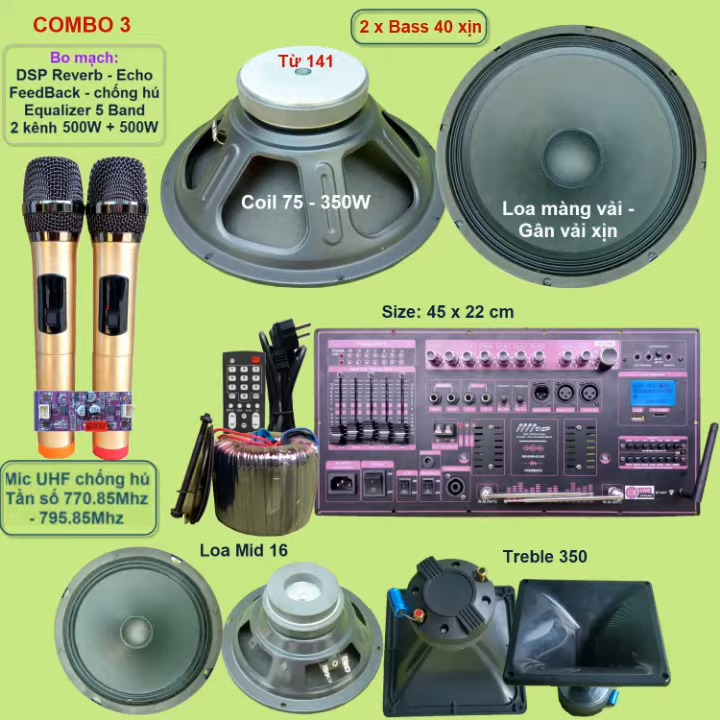 COMBO 3
Bo mạch:
DSP Reverb - Echo
FeedBack - chống hú
Equalizer 5 Band
2 kênh 500W + 500W
2 x Bass 40 xịn
Từ 141
Coil 75 - 350W
Loa màng vải -
Gân vải xịn
Size: 45 x 22 cm
DSP
Mic UHF chống hú
Tần số 770.85Mhz
- 795.85Mhz
Loa Mid 16
Treble 350